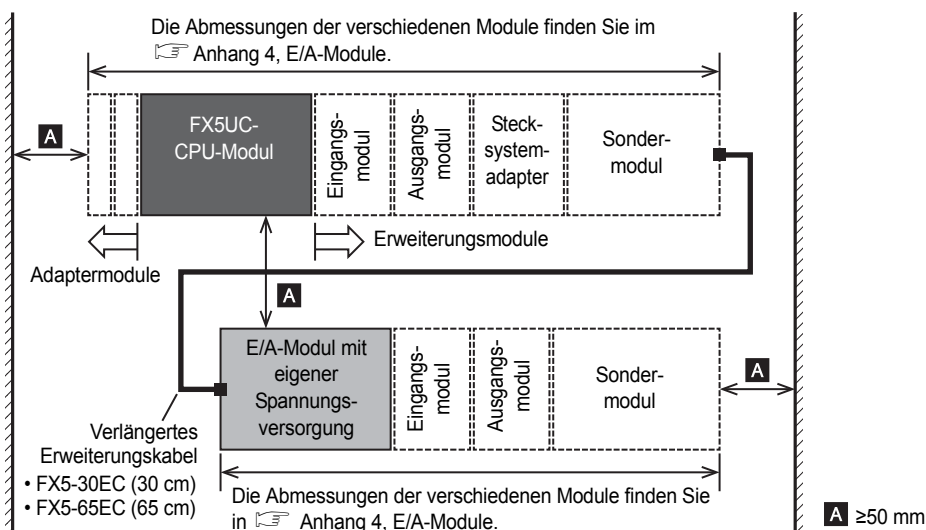 Die Abmessungen der verschiedenen Module finden Sie im
☞ Anhang 4, E/A-Module.
A
FX5UC-
CPU-Modul
Eingangs-
modul
Ausgangs-
modul
Steck-
system-
adapter
Sonder-
modul
Adaptermodule
Erweiterungsmodule
A
E/A-Modul mit
eigener
Spannungs-
versorgung
Eingangs-
modul
Ausgangs-
modul
Sonder-
modul
A
Verlängertes
Erweiterungskabel
• FX5-30EC (30 cm)
• FX5-65EC (65 cm)
Die Abmessungen der verschiedenen Module finden Sie
in ☞ Anhang 4, E/A-Module.
A ≥50 mm